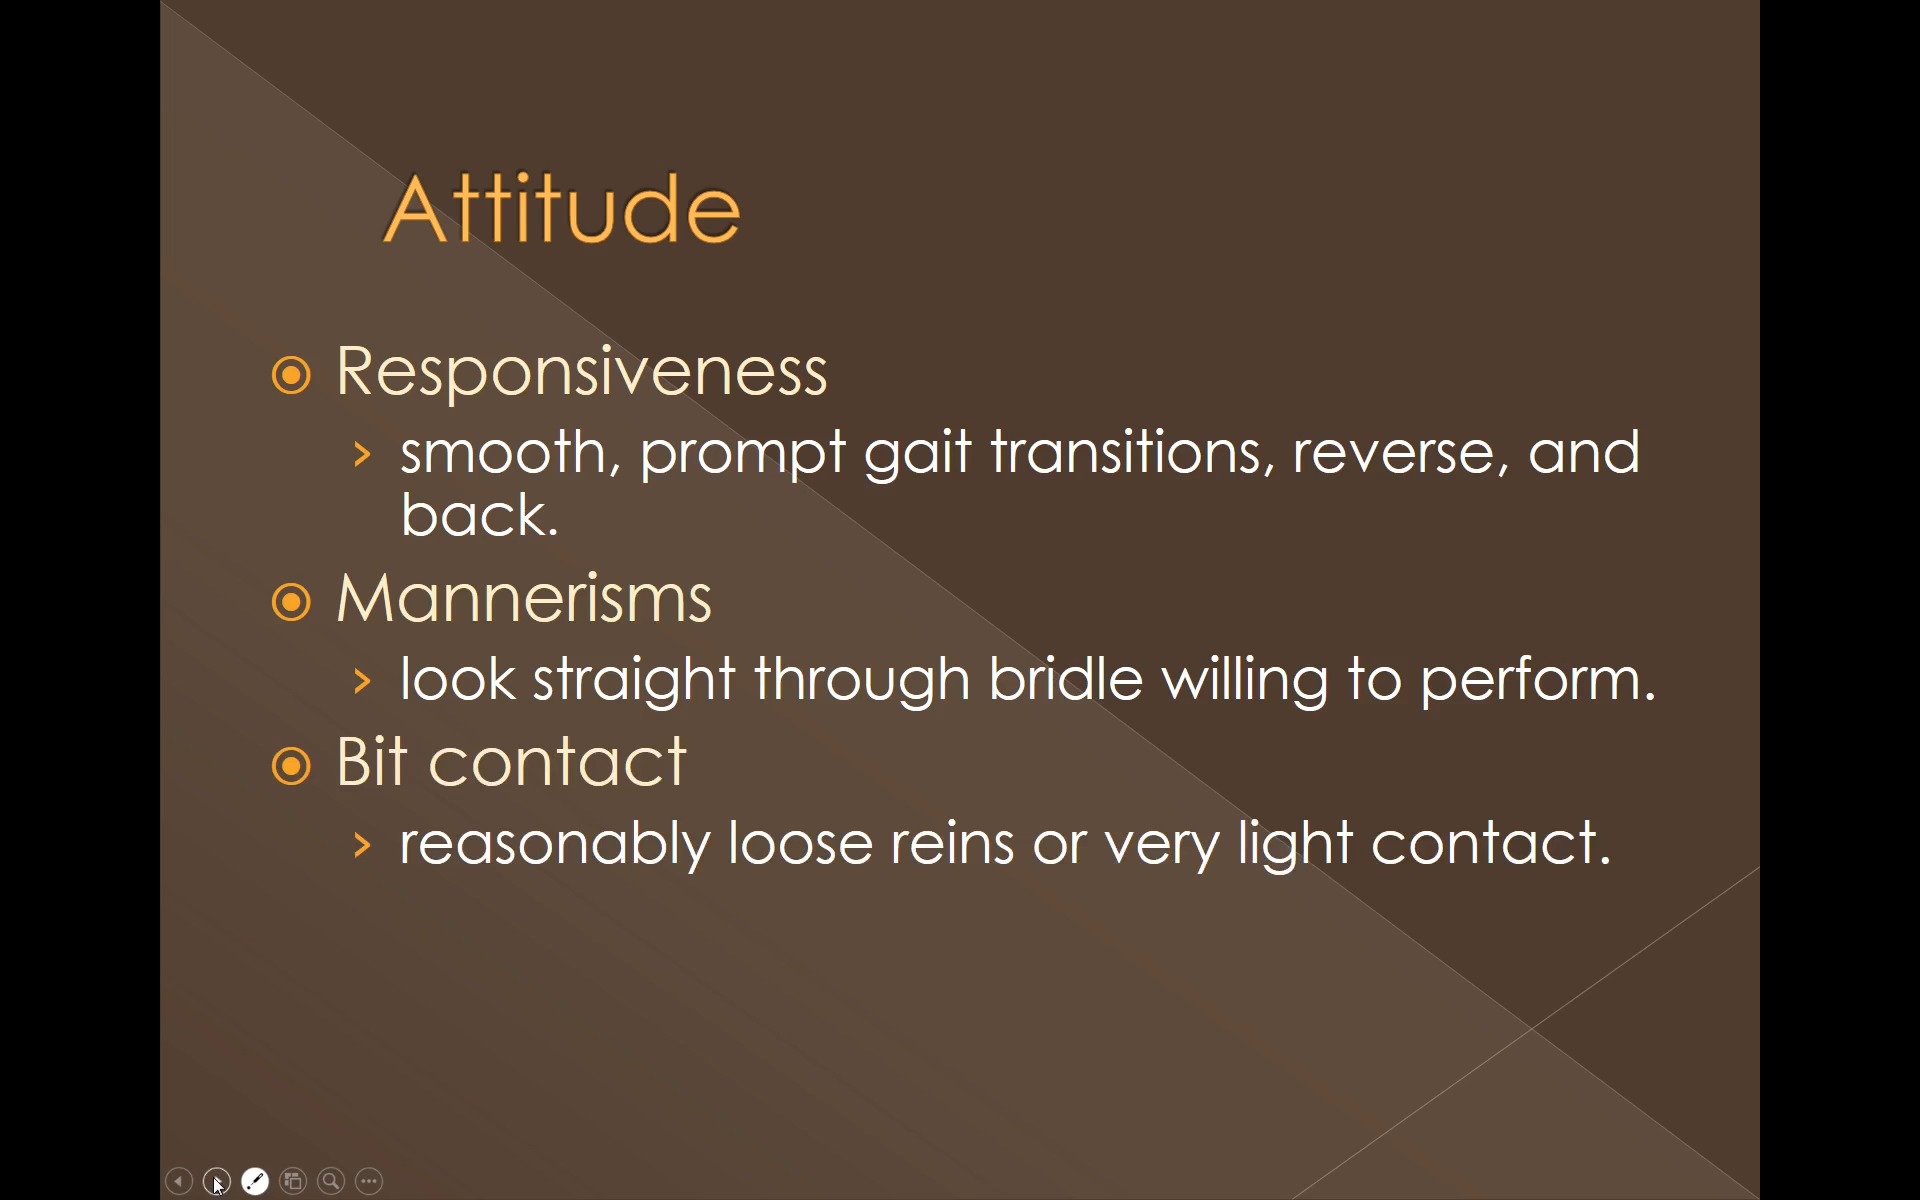 Attitude
Responsiveness
smooth, prompt gait transitions, reverse, and
back.
Mannerisms
look straight through bridle willing to perform.
Bit contact
reasonably loose reins or very light contact.